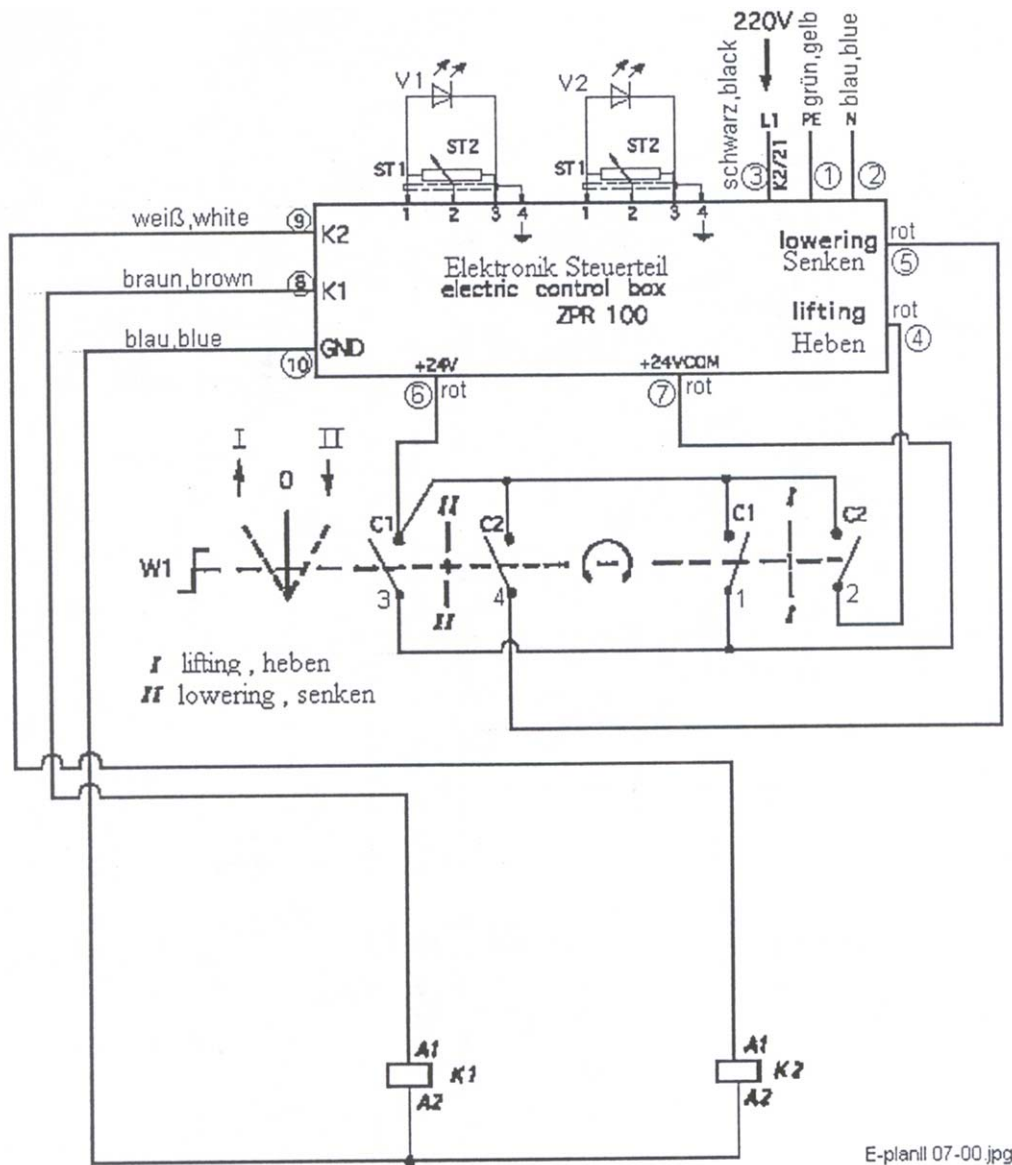 220V
schwarz,black
L1
K2/21
3
PE
grün,gelb
1
N
blau,blue
2
V1
ST1
ST2
1 2 3 4
V2
ST1
ST2
1 2 3 4
weiß,white
9
K2
braun,brown
8
K1
blau,blue
10
GND
Elektronik Steuerteil
electric control box
ZPR 100
lowering
Senken
rot
5
lifting
Heben
rot
4
+24V
6
rot
+24VCOM
7
rot
I
0
II
W1
C1
3
II
II
C2
4
C1
1
I
I
C2
2
I lifting , heben
II lowering , senken
A1
K1
A2
A1
K2
A2
E-planII 07-00.jpg